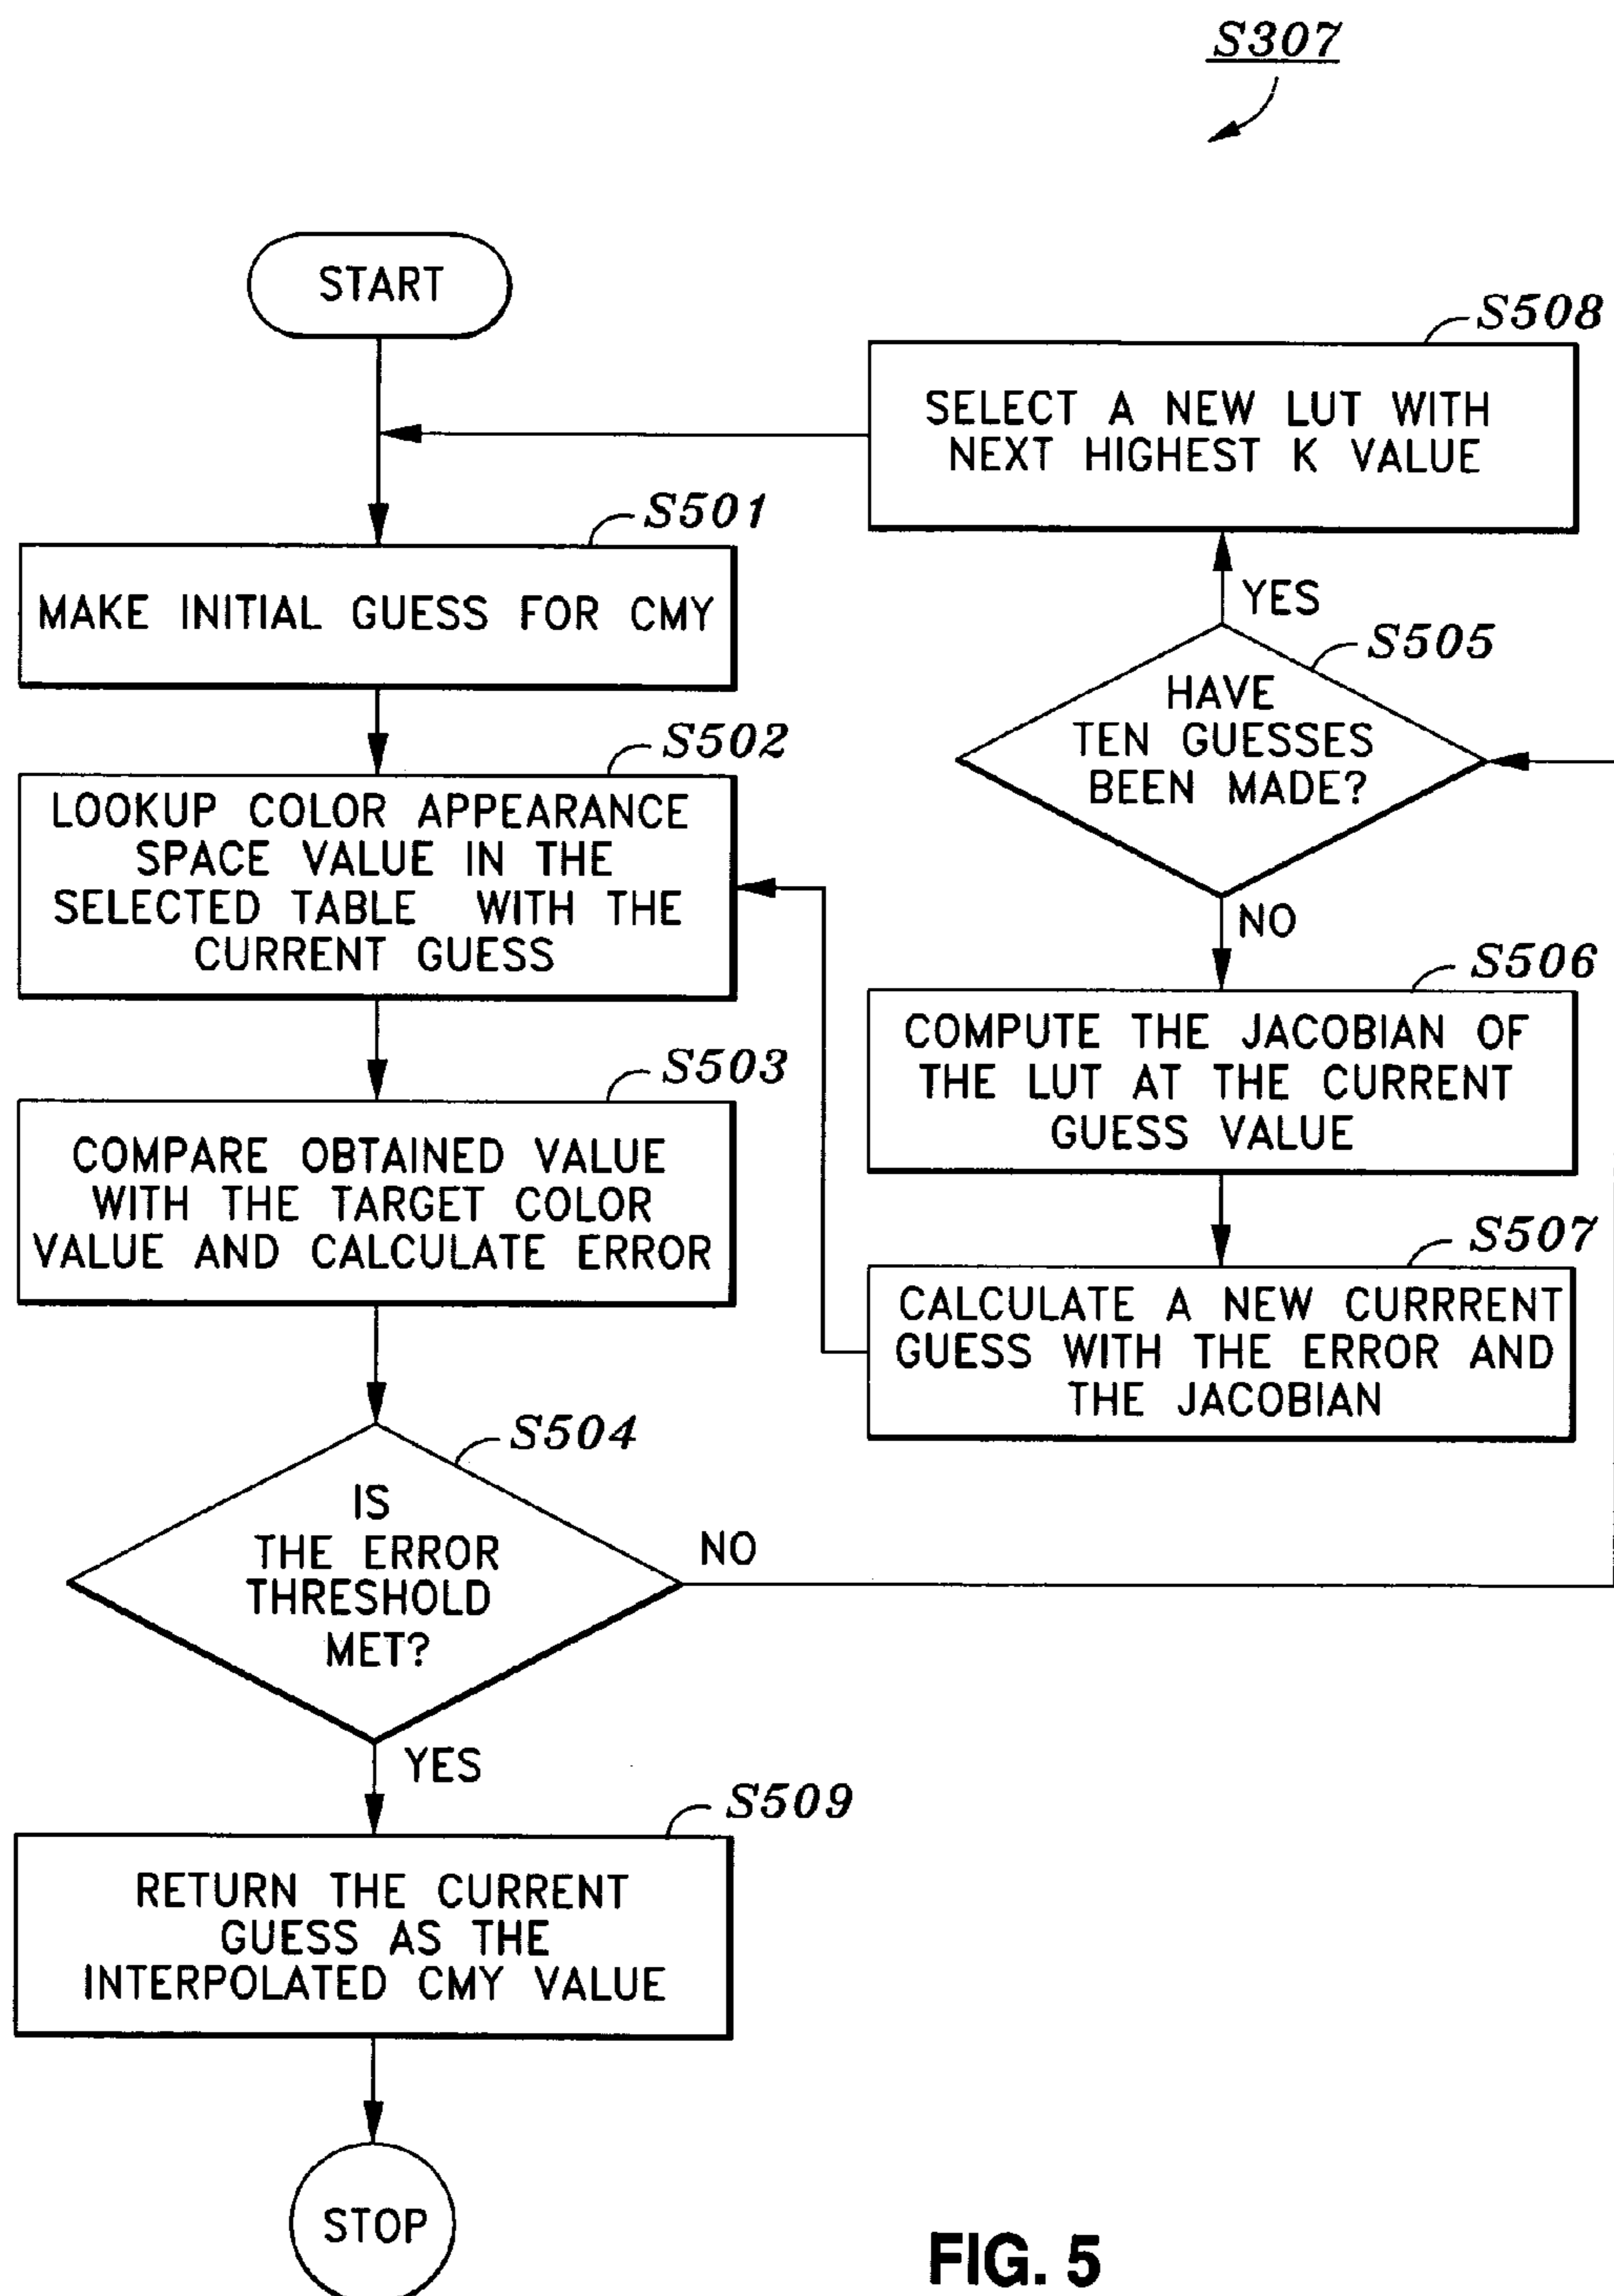 S307
START
S508
SELECT A NEW LUT WITH
NEXT HIGHEST K VALUE
S501
MAKE INITIAL GUESS FOR CMY
YES
S505
HAVE
TEN GUESSES
BEEN MADE?
S502
LOOKUP COLOR APPEARANCE
SPACE VALUE IN THE
SELECTED TABLE WITH THE
CURRENT GUESS
NO
S506
COMPUTE THE JACOBIAN OF
THE LUT AT THE CURRENT
GUESS VALUE
S503
COMPARE OBTAINED VALUE
WITH THE TARGET COLOR
VALUE AND CALCULATE ERROR
S507
CALCULATE A NEW CURRRENT
GUESS WITH THE ERROR AND
THE JACOBIAN
S504
IS
THE ERROR
THRESHOLD
MET?
NO
YES
S509
RETURN THE CURRENT
GUESS AS THE
INTERPOLATED CMY VALUE
STOP
FIG. 5